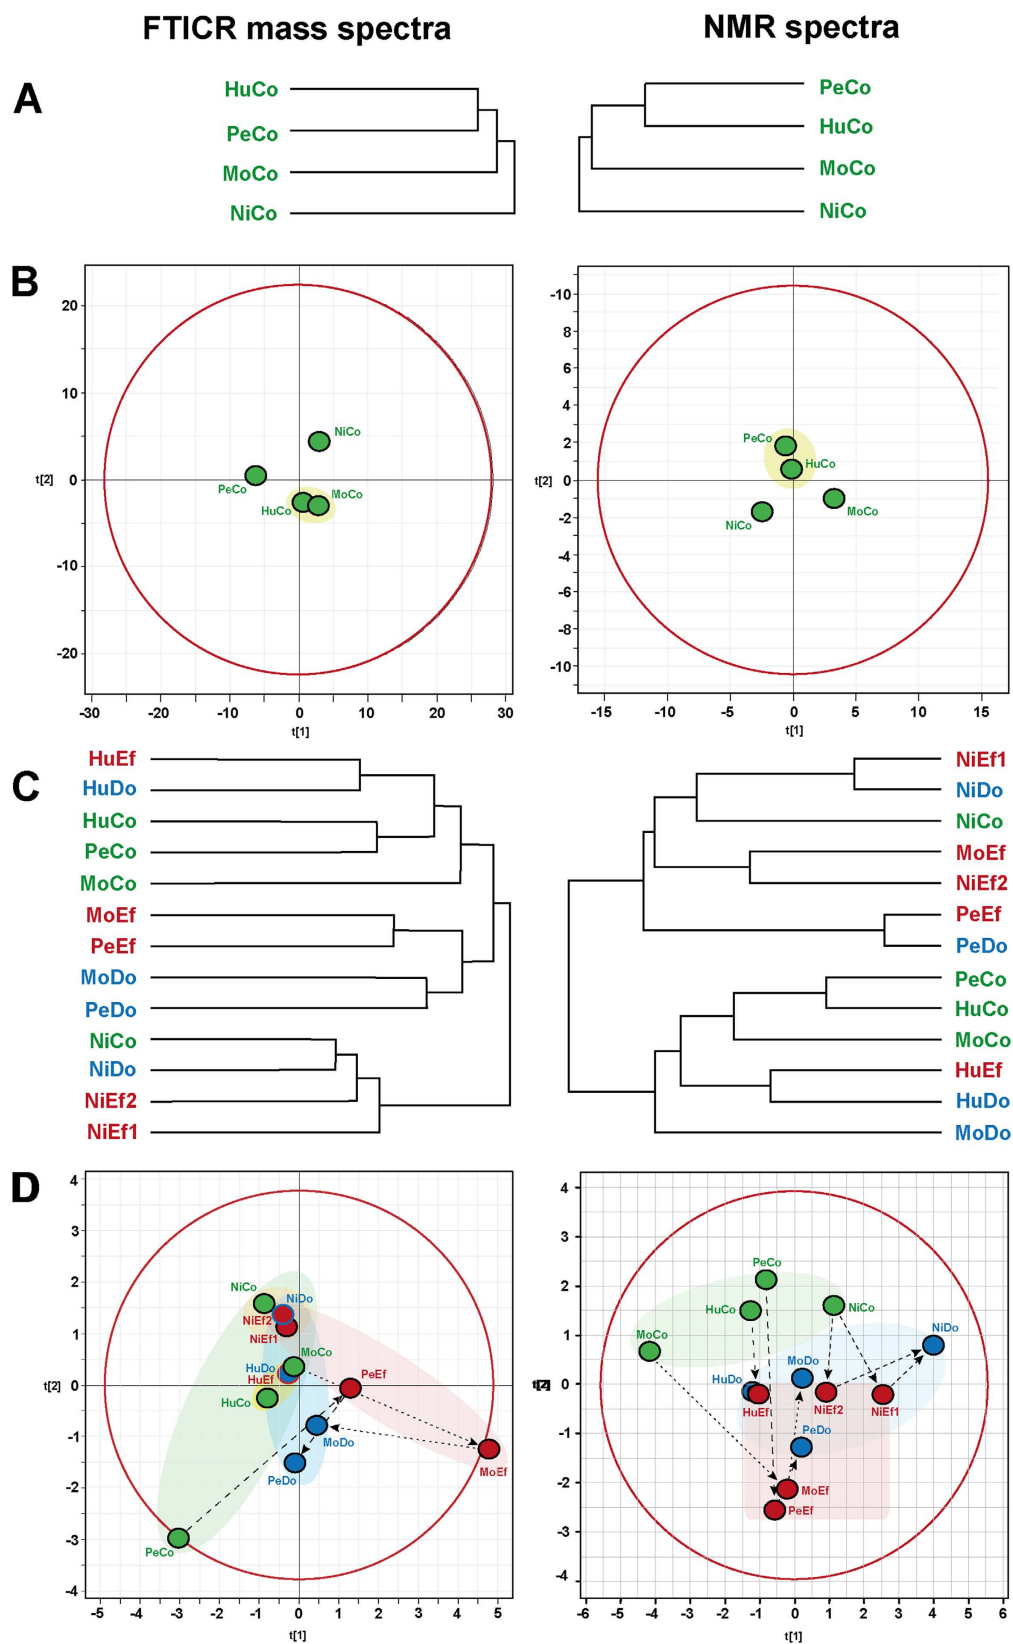 FTICR mass spectra
NMR spectra
A
HuCo
PeCo
MoCo
NiCo
PeCo
HuCo
MoCo
NiCo
B
20
10
0
-10
-20
t[2]
NiCo
PeCo
MoCo
HuCo
-30 -20 -10 0 10 20 30
t[1]
-10
8
6
4
2
0
-2
-4
-6
-8
-10
t[2]
PeCo
HuCo
NiCo
MoCo
-15 -10 -5 0 5 10 15
t[1]
C
HuEf
HuDo
HuCo
PeCo
MoCo
MoEf
PeEf
MoDo
PeDo
NiCo
NiDo
NiEf2
NiEf1
NiEf1
NiDo
NiCo
MoEf
NiEf2
PeEf
PeDo
PeCo
HuCo
MoCo
HuEf
HuDo
MoDo
D
4
3
2
1
0
-1
-2
-3
-4
t[2]
NiCo
NiDo
NiEf2
NiEf1
MoCo
HuDo
HuEf
PeEf
HuCo
MoDo
PeDo
MoEf
PeCo
-5 -4 -3 -2 -1 0 1 2 3 4 5
t[1]
4
3
2
1
0
-1
-2
-3
-4
t[2]
PeCo
HuCo
NiCo
MoCo
NiDo
MoDo
HuDo
HuEf
NiEf2
NiEf1
PeDo
MoEf
PeEf
-6 -5 -4 -3 -2 -1 0 1 2 3 4 5 6
t[1]